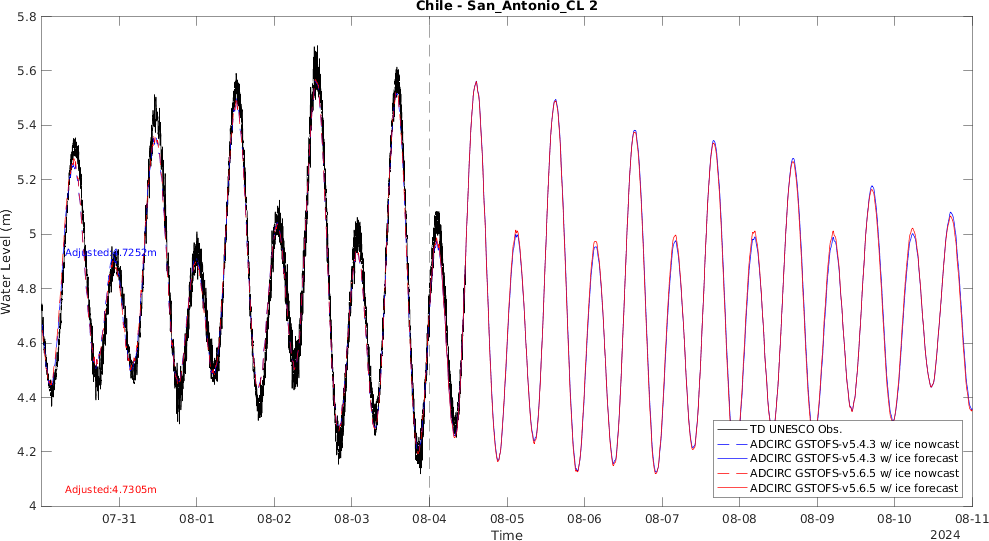 Chile - San_Antonio_CL 2
5.8
5.6
5.4
5.2
5
4.8
4.6
4.4
4.2
4
Water Level (m)
Adjusted:4.7252m
Adjusted:4.7305m
TD UNESCO Obs.
ADCIRC GSTOFS-v5.4.3 w/ ice nowcast
ADCIRC GSTOFS-v5.4.3 w/ ice forecast
ADCIRC GSTOFS-v5.6.5 w/ ice nowcast
ADCIRC GSTOFS-v5.6.5 w/ ice forecast
07-31 08-01 08-02 08-03 08-04 08-05 08-06 08-07 08-08 08-09 08-10 08-11
Time
2024